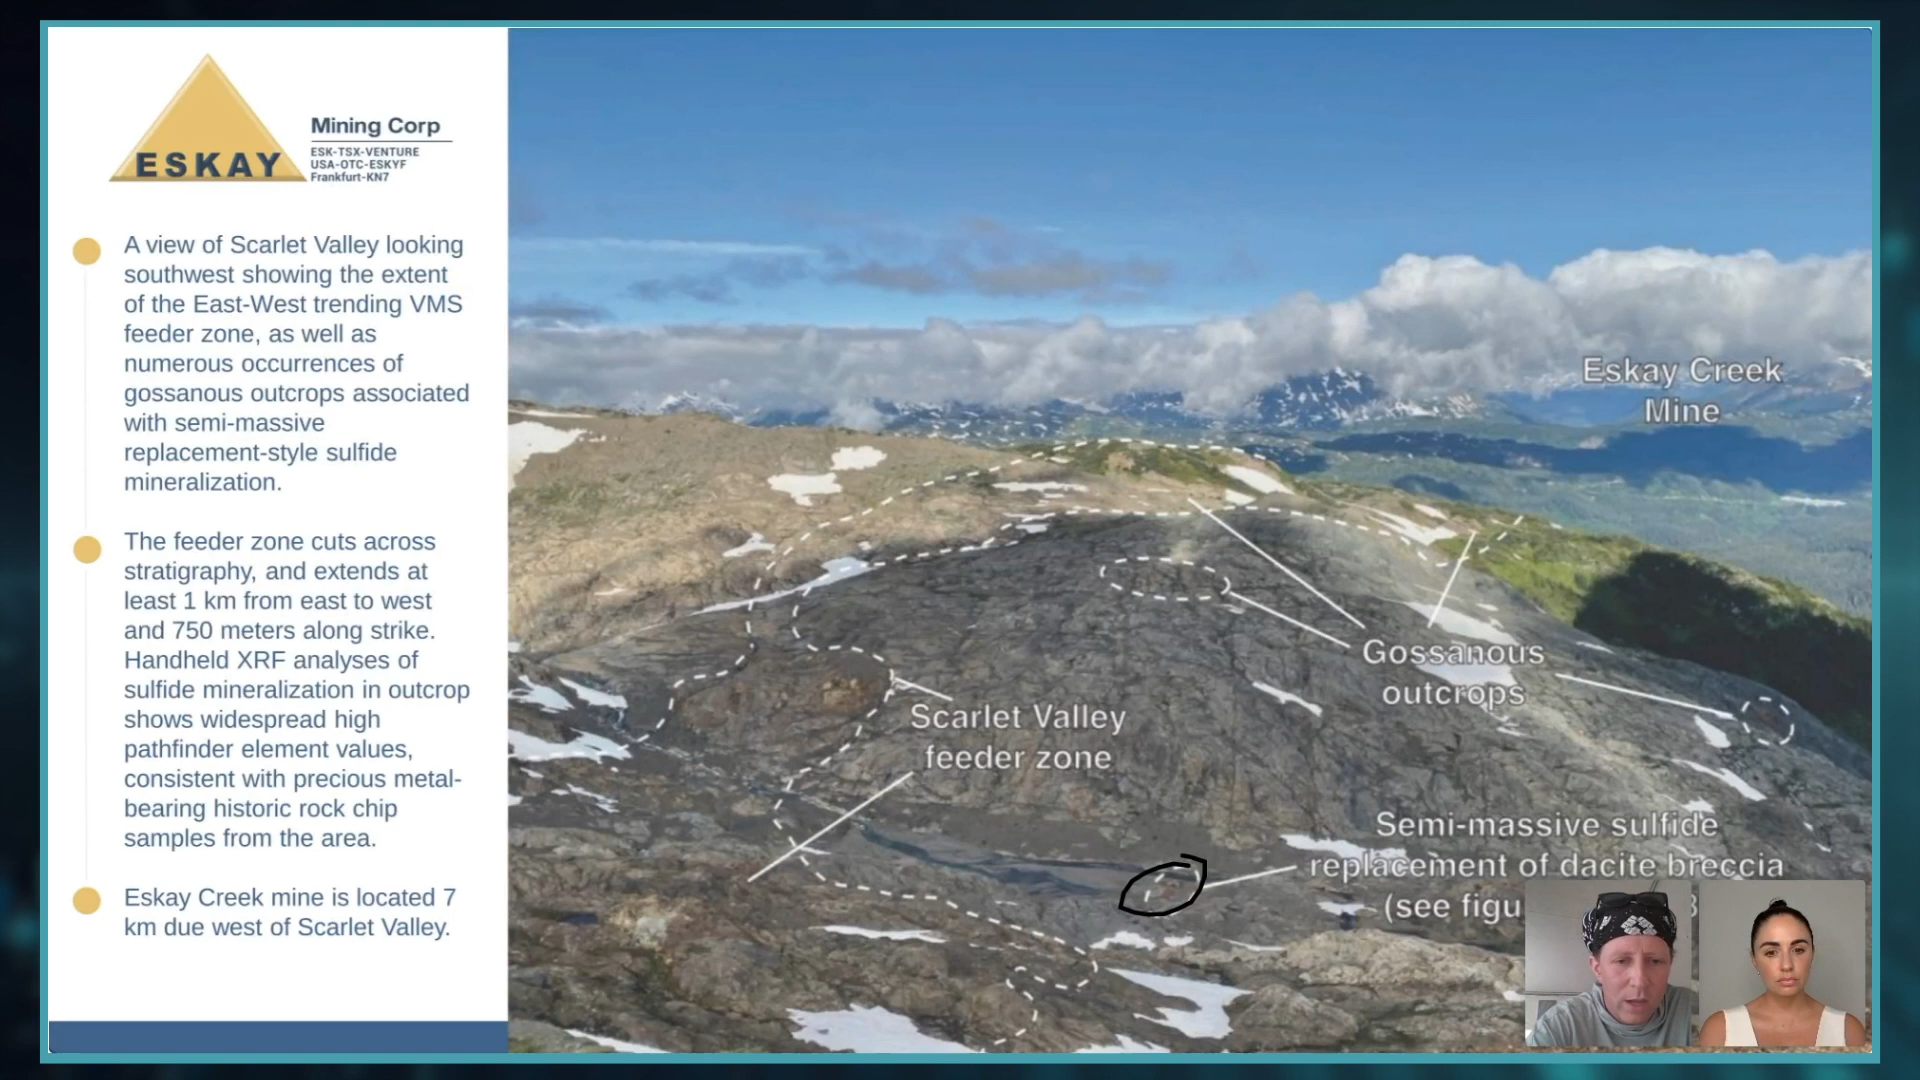 ESKAY
Mining Corp
ESK-TSX-VENTURE
USA-OTC-ESKYF
Frankfurt-KN7
A view of Scarlet Valley looking
southwest showing the extent
of the East-West trending VMS
feeder zone, as well as
numerous occurrences of
gossanous outcrops associated
with semi-massive
replacement-style sulfide
mineralization.
The feeder zone cuts across
stratigraphy, and extends at
least 1 km from east to west
and 750 meters along strike.
Handheld XRF analyses of
sulfide mineralization in outcrop
shows widespread high
pathfinder element values,
consistent with precious metal-
bearing historic rock chip
samples from the area.
Eskay Creek mine is located 7
km due west of Scarlet Valley.
Eskay Creek
Mine
Gossanous
outcrops
Scarlet Valley
feeder zone
Semi-massive sulfide
replacement of dacite breccia
(see